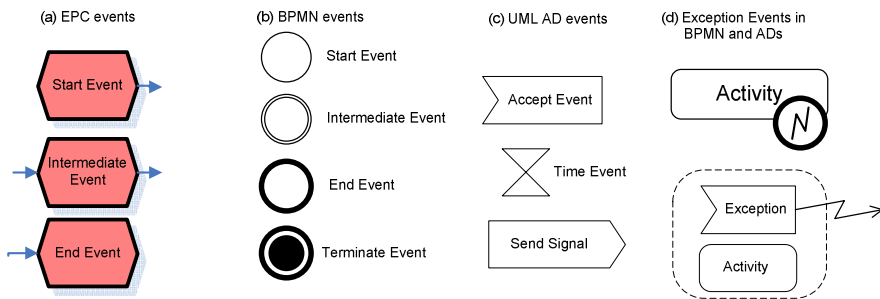 (a) EPC events
Start Event
Intermediate
Event
End Event
(b) BPMN events
Start Event
Intermediate Event
End Event
Terminate Event
(c) UML AD events
Accept Event
Time Event
Send Signal
(d) Exception Events in
BPMN and ADs
Activity
Exception
Activity